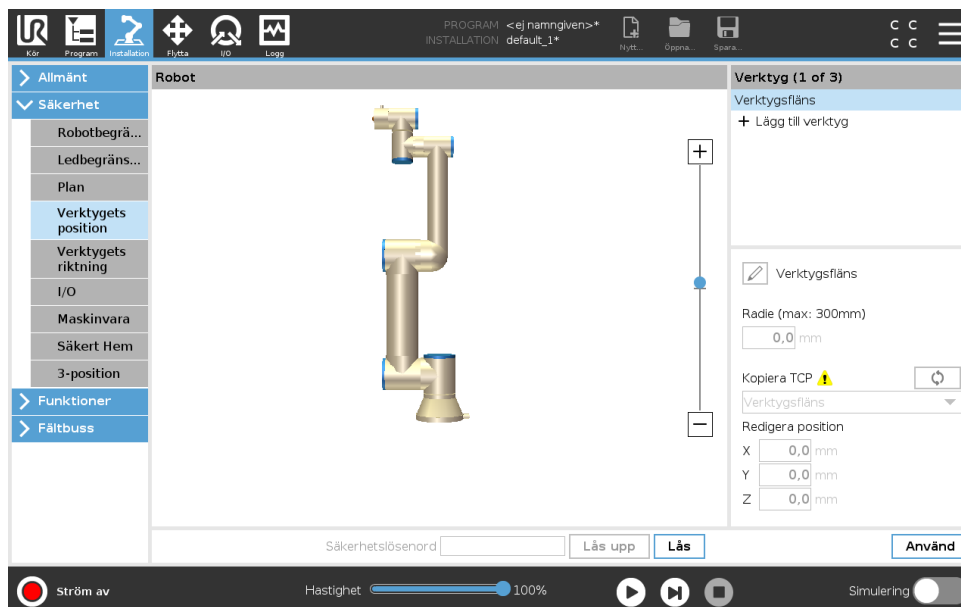 UR
Kör
Program
Installation
Flytta
I/O
Logg
PROGRAM <ej namngiven>*
INSTALLATION default_1*
Nytt...
Öppna...
Spara...
C C
C C
Allmänt
Säkerhet
Robotbegrä...
Ledbegräns...
Plan
Verktygets
position
Verktygets
riktning
I/O
Maskinvara
Säkert Hem
3-position
Funktioner
Fältbuss
Robot
Verktyg (1 of 3)
Verktygsfläns
+ Lägg till verktyg
Verktygsfläns
Radie (max: 300mm)
0,0 mm
Kopiera TCP
Verktygsfläns
Redigera position
X 0,0 mm
Y 0,0 mm
Z 0,0 mm
Säkerhetslösenord
Lås upp
Lås
Använd
Ström av
Hastighet
100%
Simulering